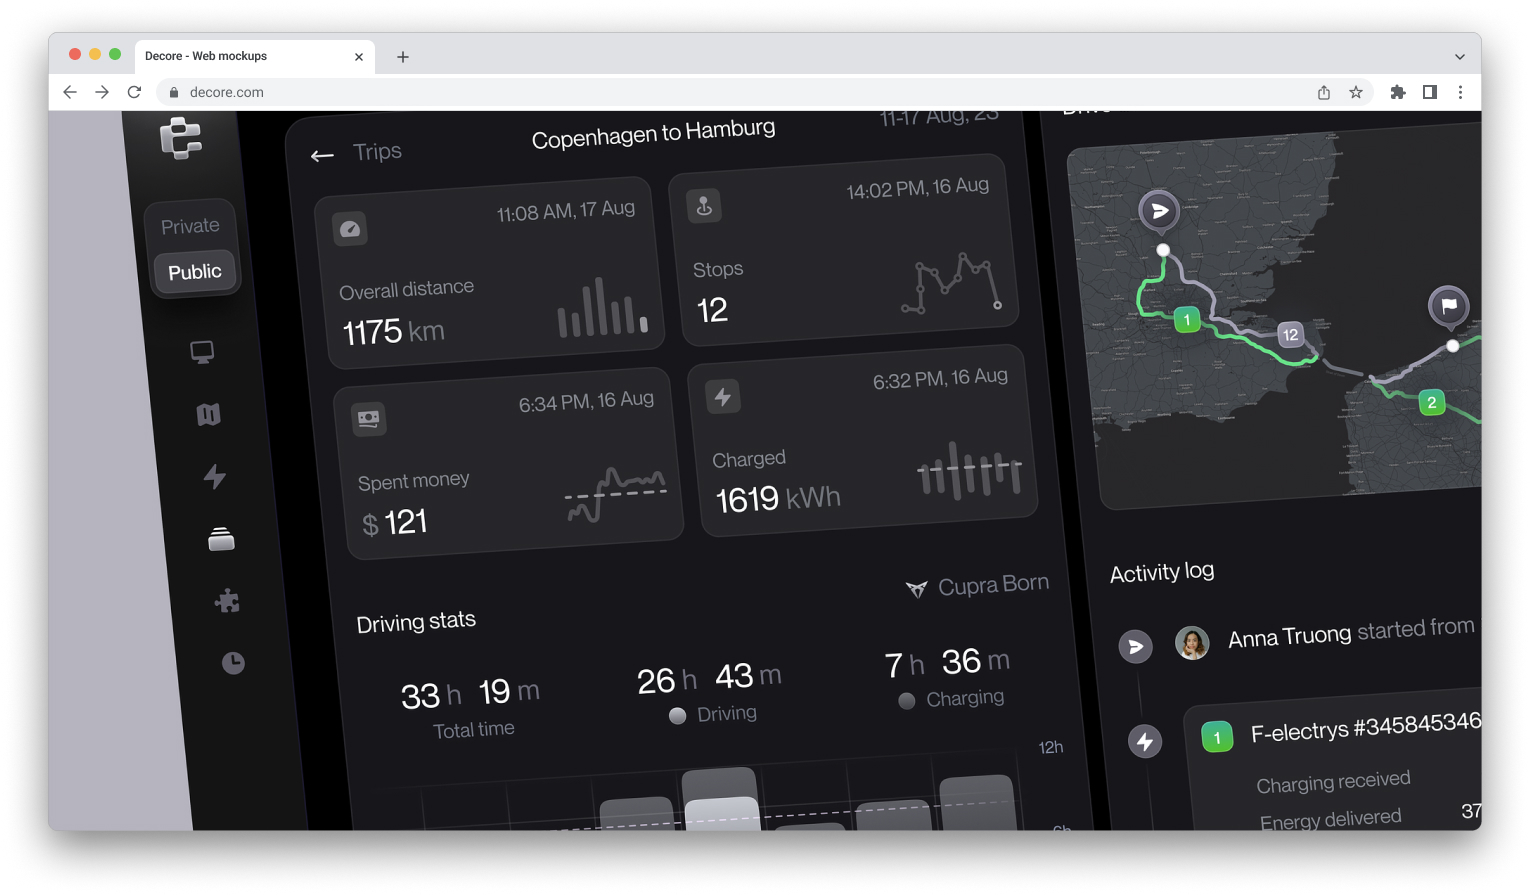 Decore - Web mockups
decore.com
Private
Public
Trips
Copenhagen to Hamburg
11-17 Aug, 23
11:08 AM, 17 Aug
Overall distance
1175 km
14:02 PM, 16 Aug
Stops
12
6:34 PM, 16 Aug
Spent money
$ 121
6:32 PM, 16 Aug
Charged
1619 kWh
Driving stats
Cupra Born
33 h 19 m
Total time
26 h 43 m
Driving
7 h 36 m
Charging
12h
6h
1
12
2
Activity log
Anna Truong started from
1
F-electrys #345845346
Charging received
Energy delivered
37